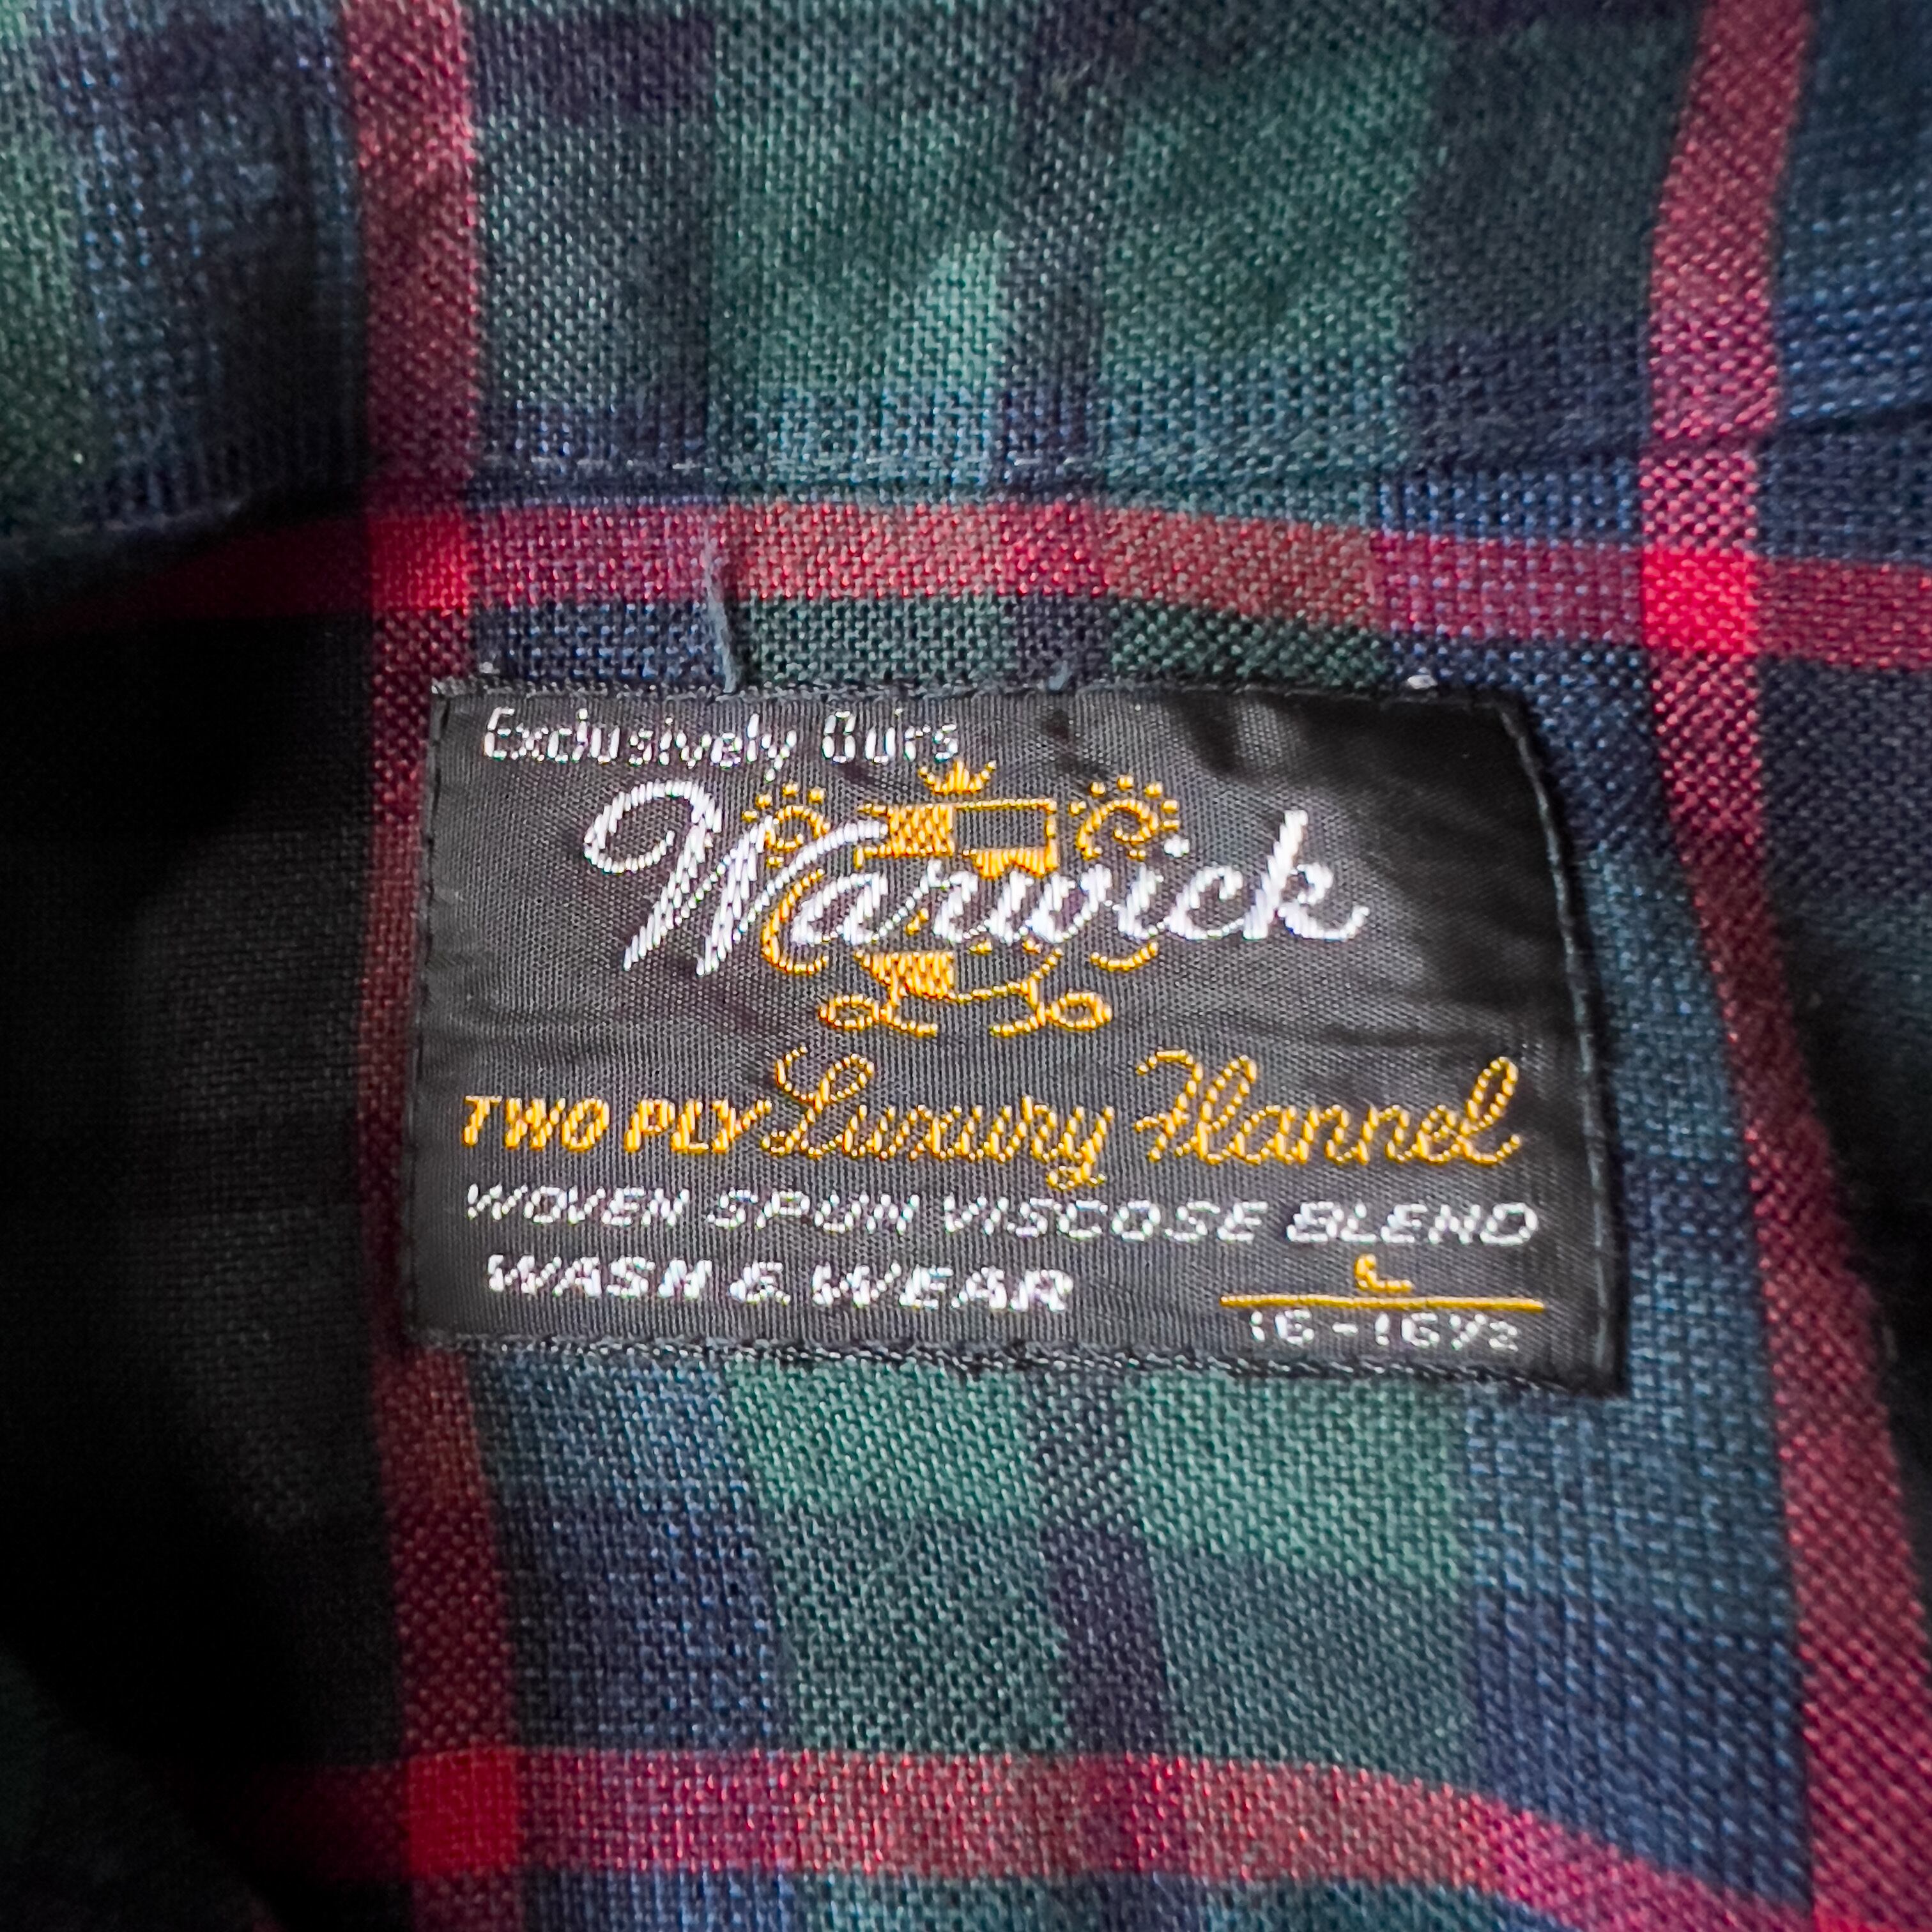 Exclusively Ours
Warwick
TWO PLY Luxury Flannel
WOVEN SPUN VISCOSE BLEND
WASH & WEAR
L
16-16½